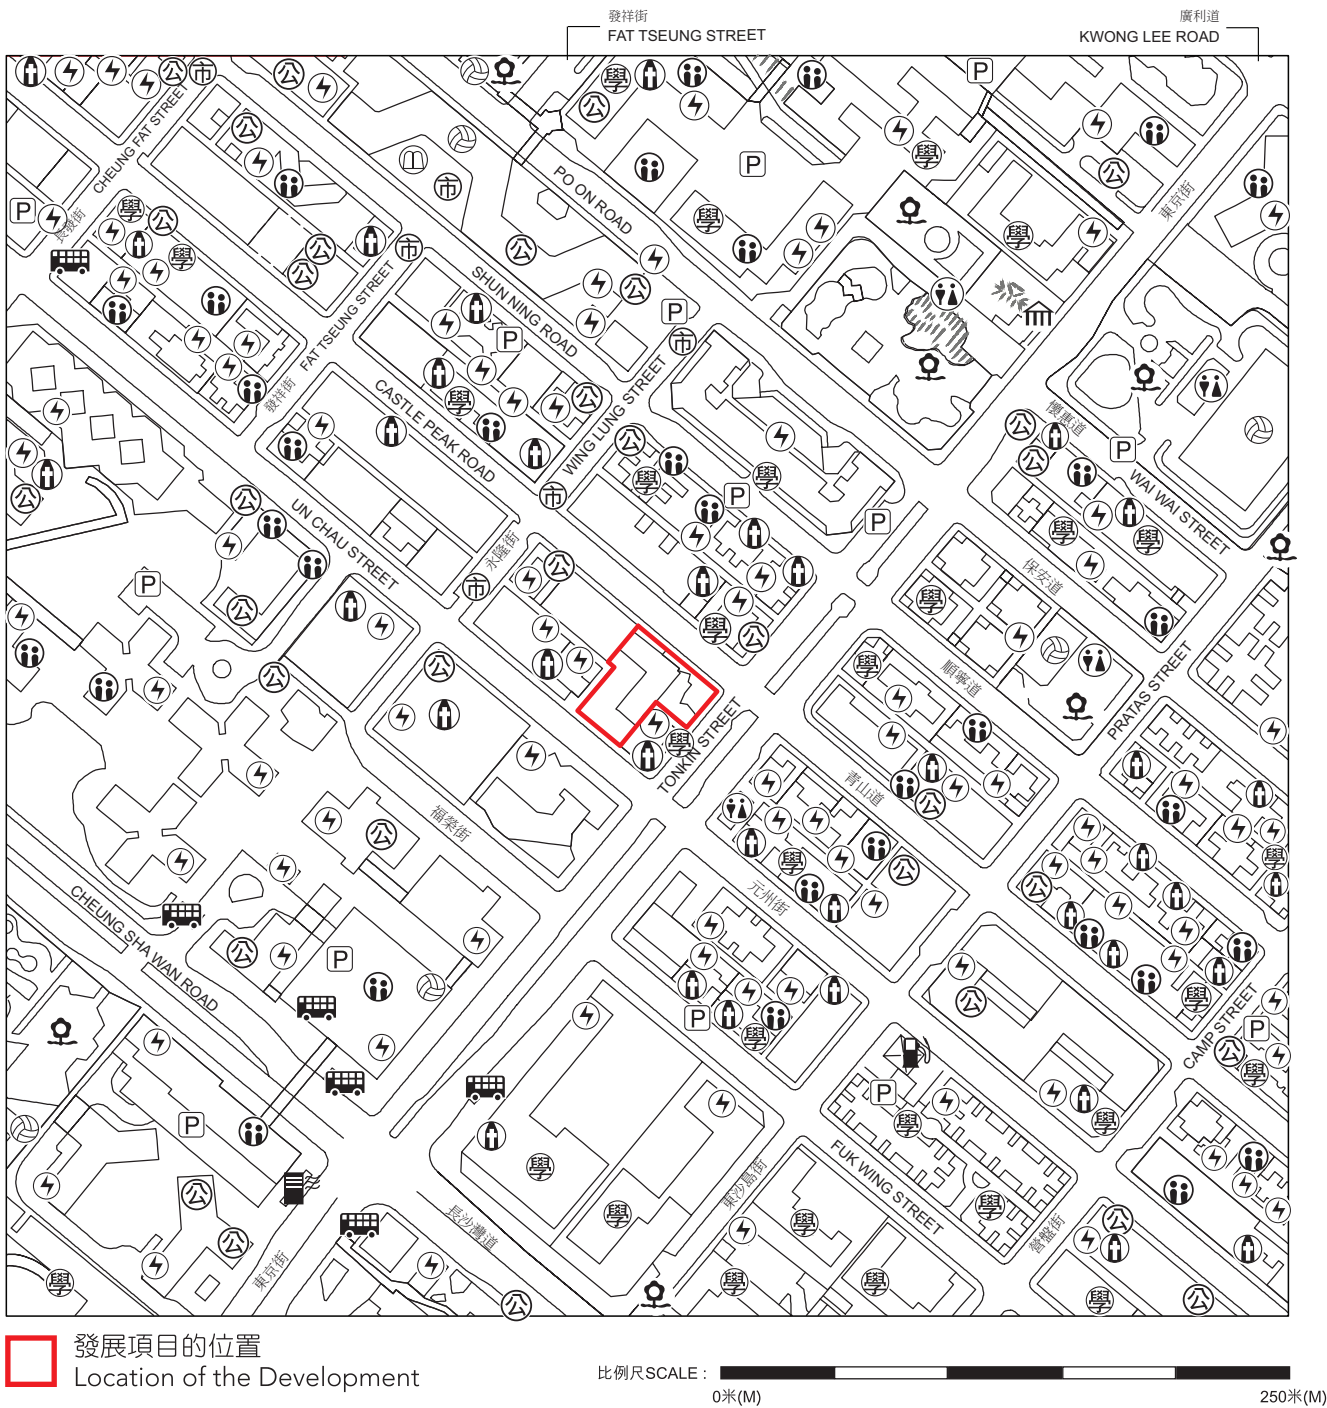 發祥街
FAT TSEUNG STREET
廣利道
KWONG LEE ROAD
CHEUNG FAT STREET
長發街
PO ON ROAD
東京街
SHUN NING ROAD
FAT TSEUNG STREET
發祥街
CASTLE PEAK ROAD
WING LUNG STREET
優惠道
WAI WAI STREET
UN CHAU STREET
永隆街
保安道
順寧道
PRATAS STREET
TONKIN STREET
青山道
福榮街
元州街
CHEUNG SHA WAN ROAD
CAMP STREET
FUK WING STREET
東沙島街
長沙灣道
營盤街
東京街
發展項目的位置
Location of the Development
比例尺SCALE :
0米(M)
250米(M)